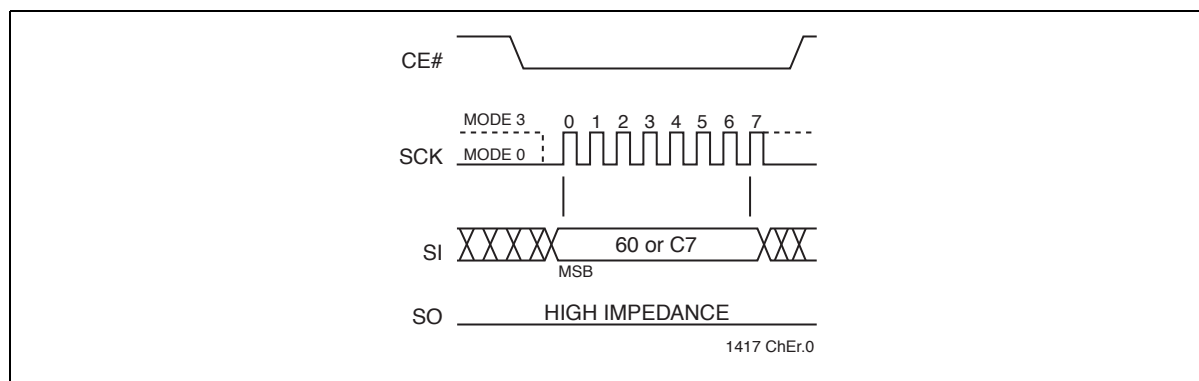 CE#
MODE 3
0 1 2 3 4 5 6 7
SCK
MODE 0
SI
60 or C7
MSB
SO
HIGH IMPEDANCE
1417 ChEr.0